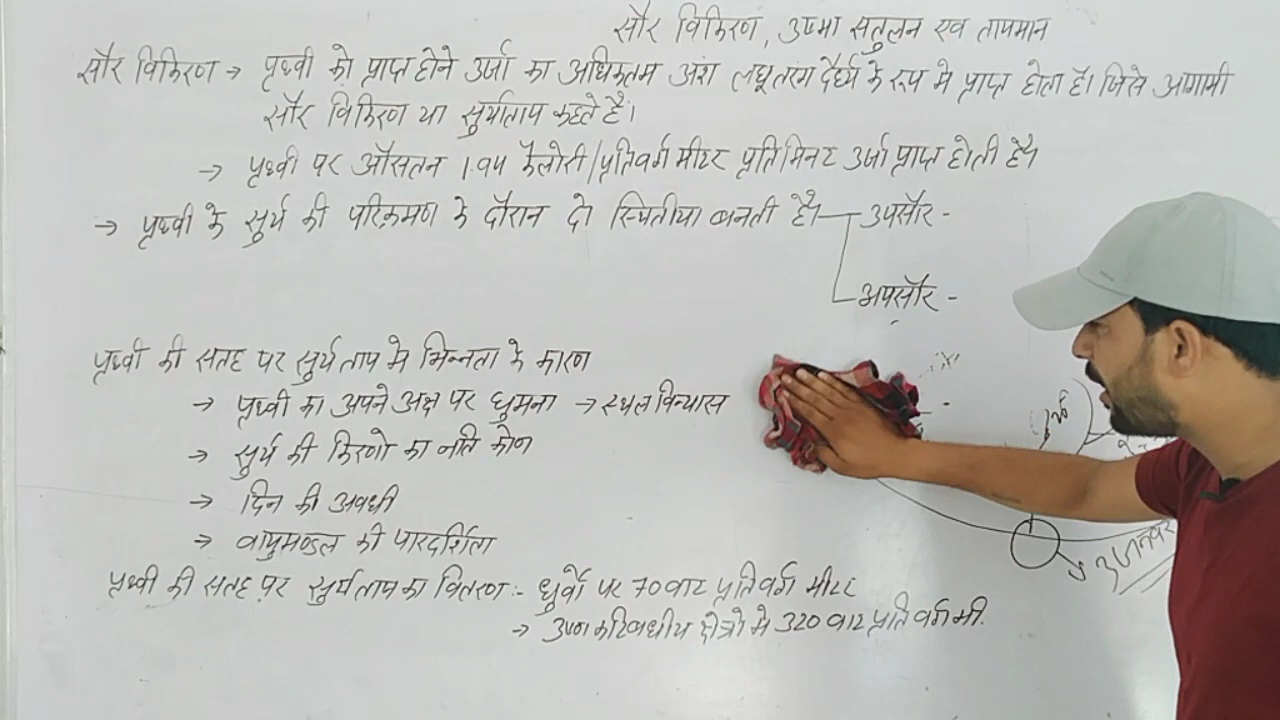 सौर विकिरण, उष्मा सतुलन एव तापमान
सौर विकिरण → पृथ्वी को प्राप्त होने उर्जा का अधिकतम अंश लघूतरंग दैर्ध्य के रुप मे प्राप्त होता है। जिसे आगामी
सौर विकिरण या सुर्याताप कहते है।
→ पृथ्वी पर औसतन 1.94 कैलोरी/प्रतिवर्ग मीटर प्रतिमिनट उर्जा प्राप्त होती है।
→ पृथ्वी के सुर्य की परिक्रमण के दौरान दो स्थितीया बनती है। उपसौर -
अपसौर -
पृथ्वी की सतह पर सुर्यताप मे भिन्नता के कारण
→ पृथ्वी का अपने अक्ष पर घुमना → स्थल विन्यास
→ सुर्य की किरणो का नति कोण
→ दिन की अवधी
→ वायुमण्डल की पारदर्शिता
पृथ्वी की सतह पर सुर्यताप का वितरण:- ध्रुवों पर 70 वाट प्रतिवर्ग मीटर
→ उष्ण कटिबधीय क्षेत्रो मे 320 वाट प्रतिवर्ग मी.